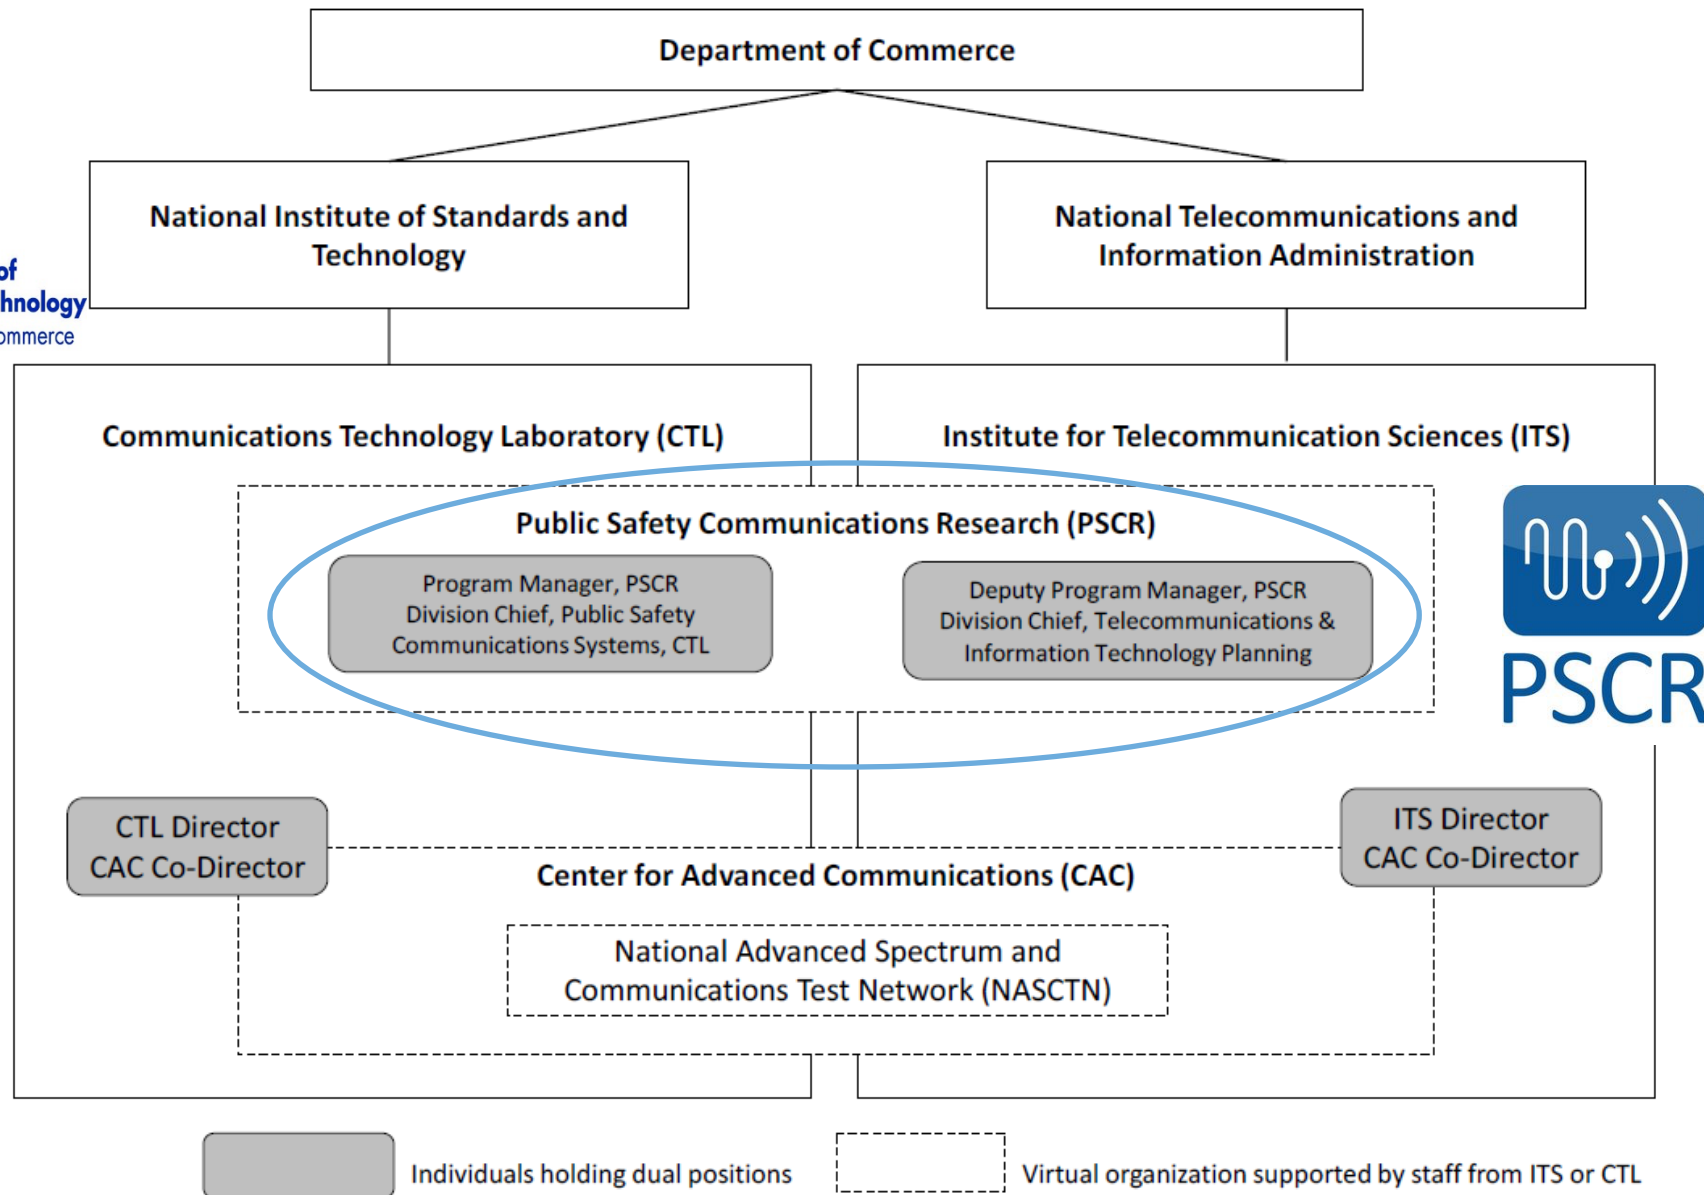 Department of Commerce
National Institute of Standards and
Technology
National Telecommunications and
Information Administration
of
hnology
ommerce
Communications Technology Laboratory (CTL)
Institute for Telecommunication Sciences (ITS)
Public Safety Communications Research (PSCR)
Program Manager, PSCR
Division Chief, Public Safety
Communications Systems, CTL
Deputy Program Manager, PSCR
Division Chief, Telecommunications &
Information Technology Planning
PSCR
CTL Director
CAC Co-Director
ITS Director
CAC Co-Director
Center for Advanced Communications (CAC)
National Advanced Spectrum and
Communications Test Network (NASCTN)
Individuals holding dual positions
Virtual organization supported by staff from ITS or CTL